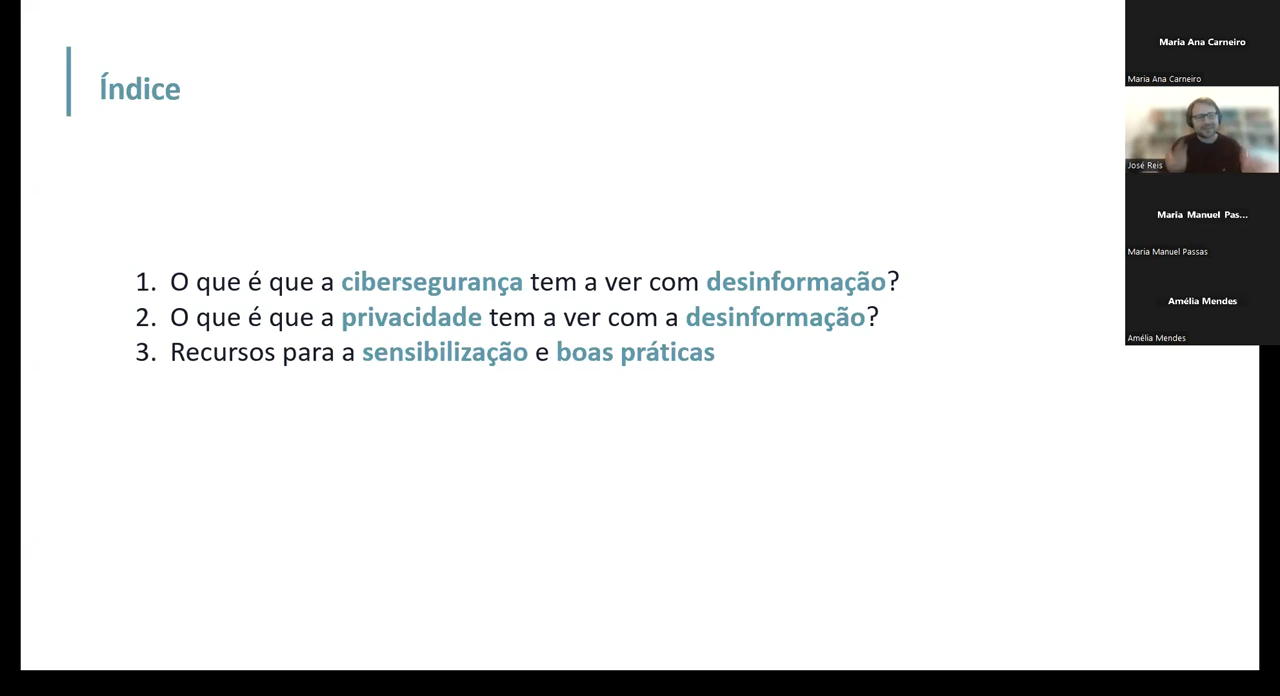 Índice
1. O que é que a cibersegurança tem a ver com desinformação?
2. O que é que a privacidade tem a ver com a desinformação?
3. Recursos para a sensibilização e boas práticas
Maria Ana Carneiro
Maria Ana Carneiro
José Reis
Maria Manuel Pas...
Maria Manuel Passas
Amélia Mendes
Amélia Mendes